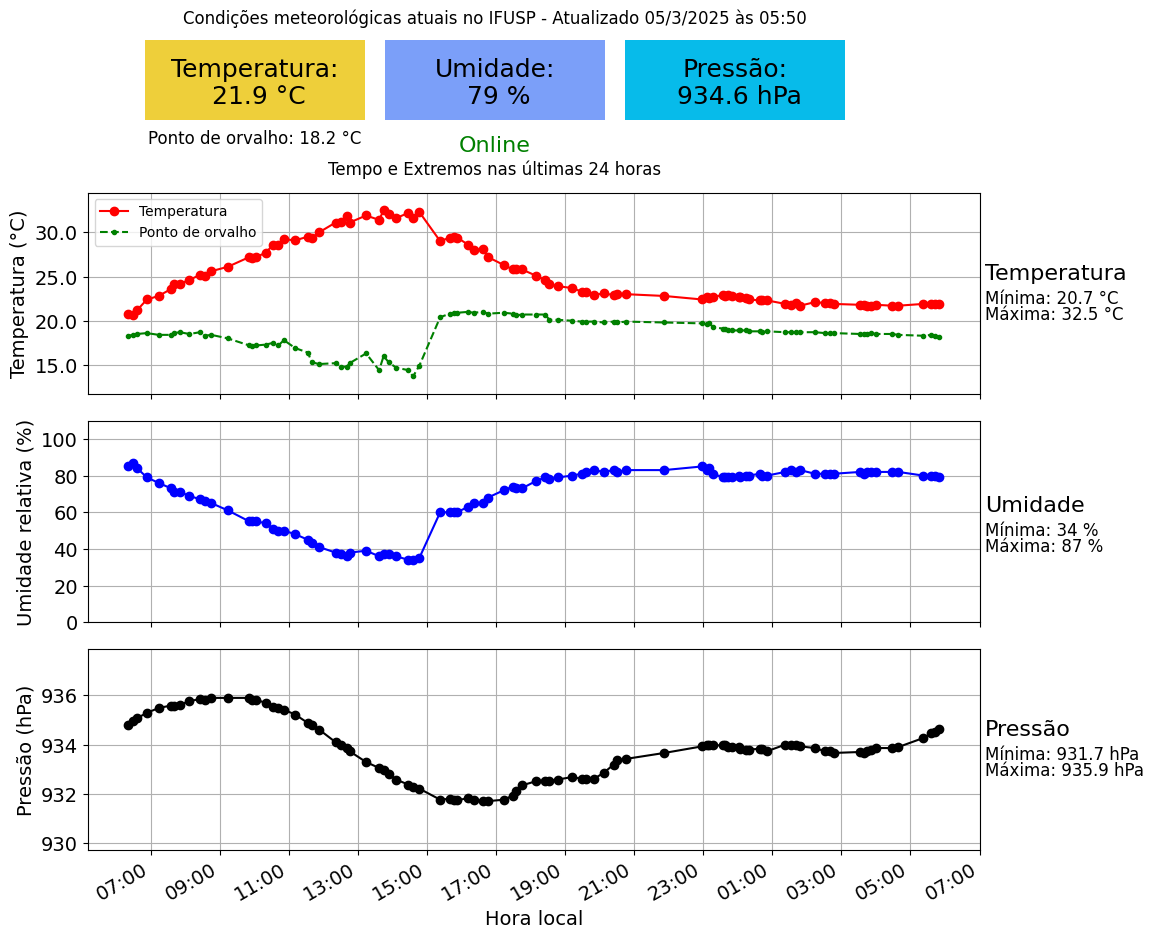 Condições meteorológicas atuais no IFUSP - Atualizado 05/3/2025 às 05:50
Temperatura:
21.9 °C
Umidade:
79 %
Pressão:
934.6 hPa
Ponto de orvalho: 18.2 °C
Online
Tempo e Extremos nas últimas 24 horas
Temperatura (°C)
30.0
25.0
20.0
15.0
Temperatura
Ponto de orvalho
Temperatura
Mínima: 20.7 °C
Máxima: 32.5 °C
Umidade relativa (%)
100
80
60
40
20
0
Umidade
Mínima: 34 %
Máxima: 87 %
Pressão (hPa)
936
934
932
930
Pressão
Mínima: 931.7 hPa
Máxima: 935.9 hPa
07:00 09:00 11:00 13:00 15:00 17:00 19:00 21:00 23:00 01:00 03:00 05:00 07:00
Hora local